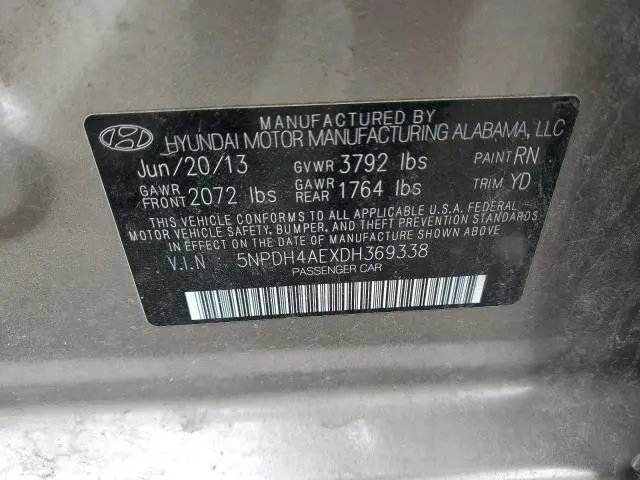 MANUFACTURED BY
HYUNDAI MOTOR MANUFACTURING ALABAMA, LLC
Jun/20/13 GVWR 3792 lbs PAINT RN
GAWR FRONT 2072 lbs GAWR REAR 1764 lbs TRIM YD
THIS VEHICLE CONFORMS TO ALL APPLICABLE U.S.A. FEDERAL
MOTOR VEHICLE SAFETY, BUMPER, AND THEFT PREVENTION STANDARDS
IN EFFECT ON THE DATE OF MANUFACTURE SHOWN ABOVE
V.I.N 5NPDH4AEXDH369338
PASSENGER CAR